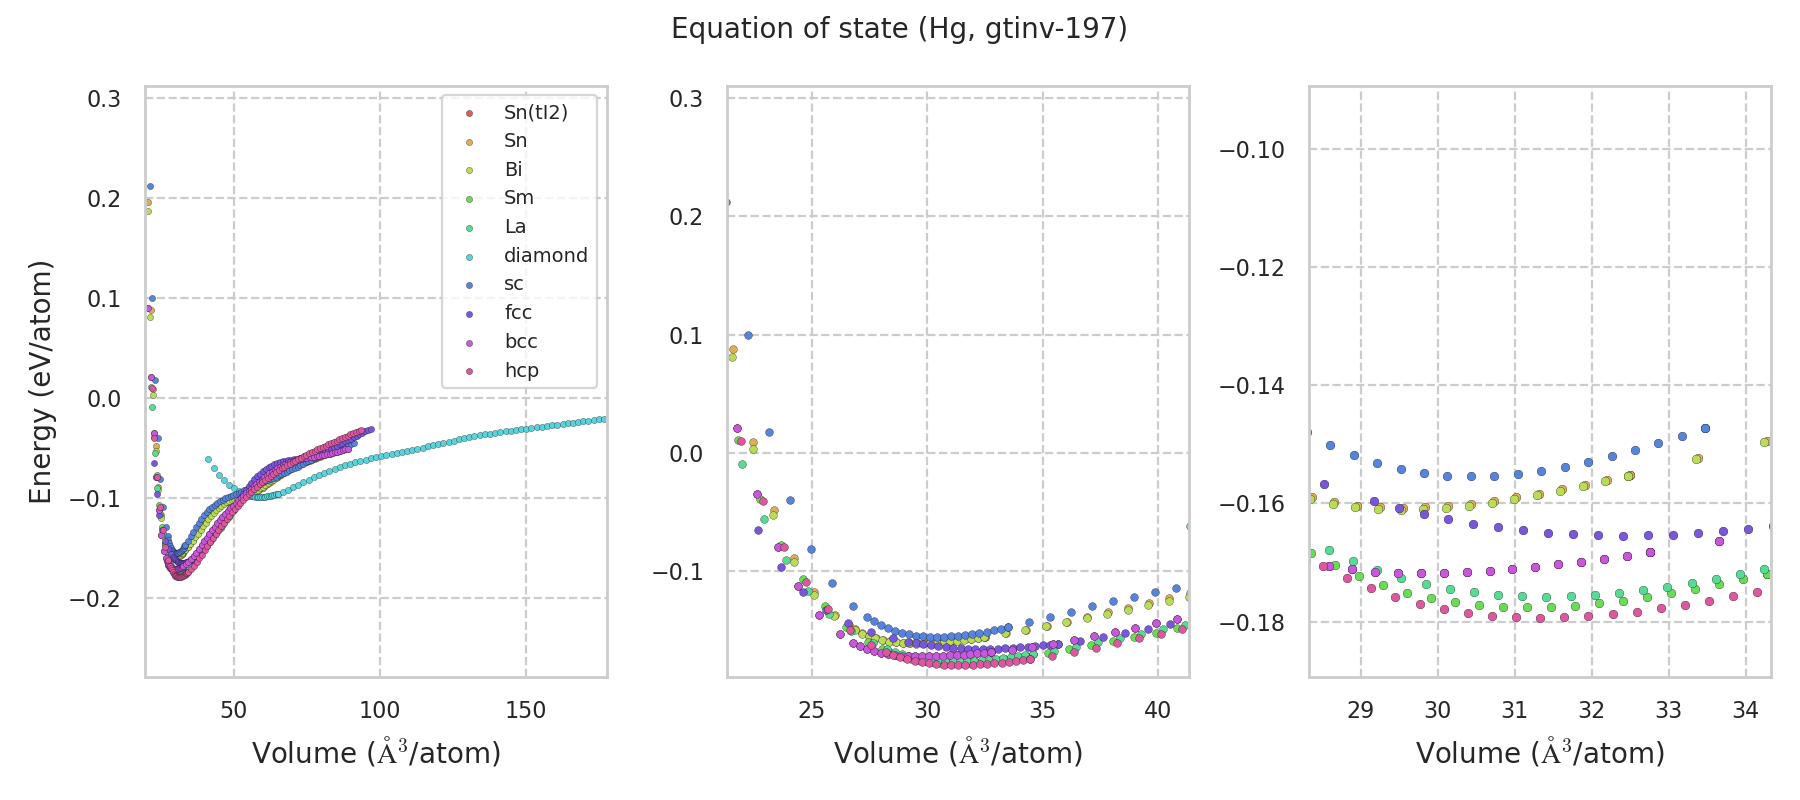 Equation of state (Hg, gtinv-197)
Energy (eV/atom)
0.3
0.2
0.1
0.0
−0.1
−0.2
50
100
150
Volume (Å³/atom)
Sn(tI2)
Sn
Bi
Sm
La
diamond
sc
fcc
bcc
hcp
0.3
0.2
0.1
0.0
−0.1
25
30
35
40
Volume (Å³/atom)
−0.10
−0.12
−0.14
−0.16
−0.18
29
30
31
32
33
34
Volume (Å³/atom)